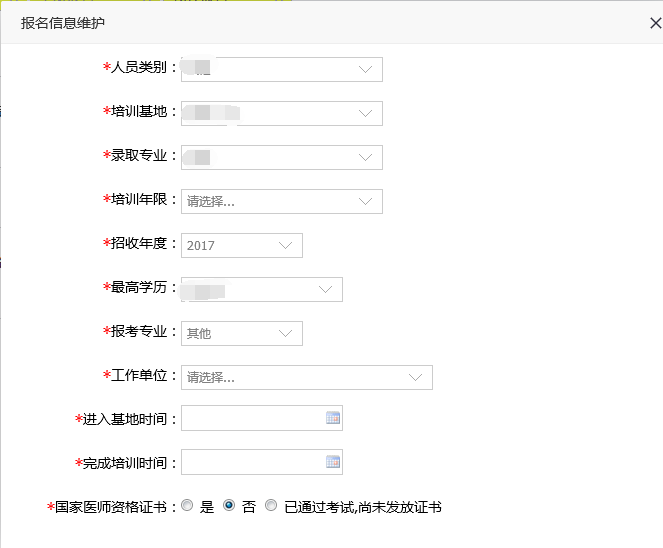 报名信息维护
*人员类别：
*培训基地：
*录取专业：
*培训年限：请选择...
*招收年度：2017
*最高学历：
*报考专业：其他
*工作单位：请选择...
*进入基地时间：
*完成培训时间：
*国家医师资格证书：是 否 已通过考试,尚未发放证书